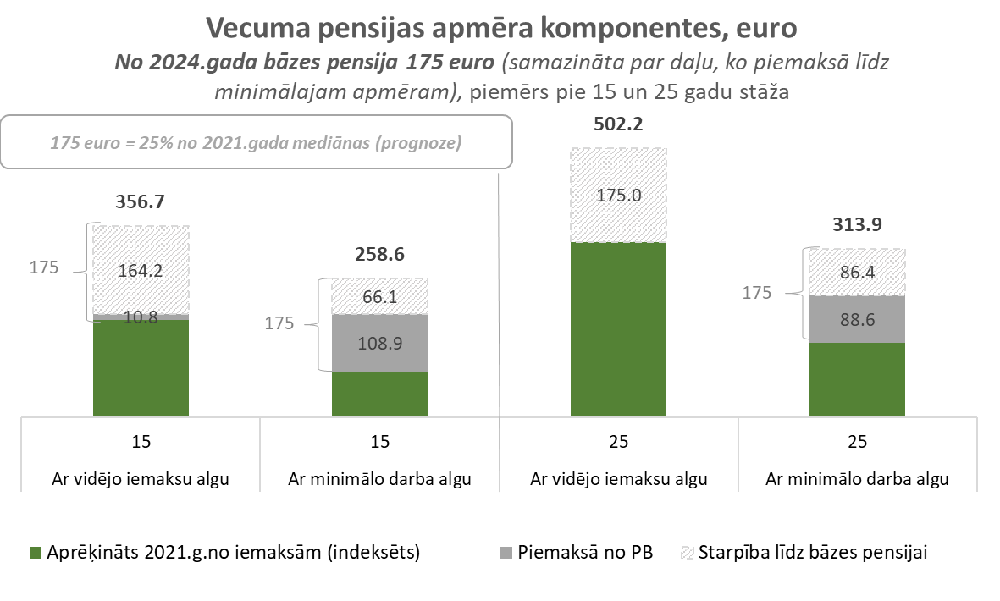 Vecuma pensijas apmēra komponentes, euro
No 2024.gada bāzes pensija 175 euro (samazināta par daļu, ko piemaksā līdz
minimālajam apmēram), piemērs pie 15 un 25 gadu stāža
175 euro = 25% no 2021.gada mediānas (prognoze)
356.7
175
164.2
10.8
258.6
175
66.1
108.9
502.2
175.0
313.9
175
86.4
88.6
15
15
25
25
Ar vidējo iemaksu algu
Ar minimālo darba algu
Ar vidējo iemaksu algu
Ar minimālo darba algu
Aprēķināts 2021.g.no iemaksām (indeksēts)
Piemaksā no PB
Starpība līdz bāzes pensijai